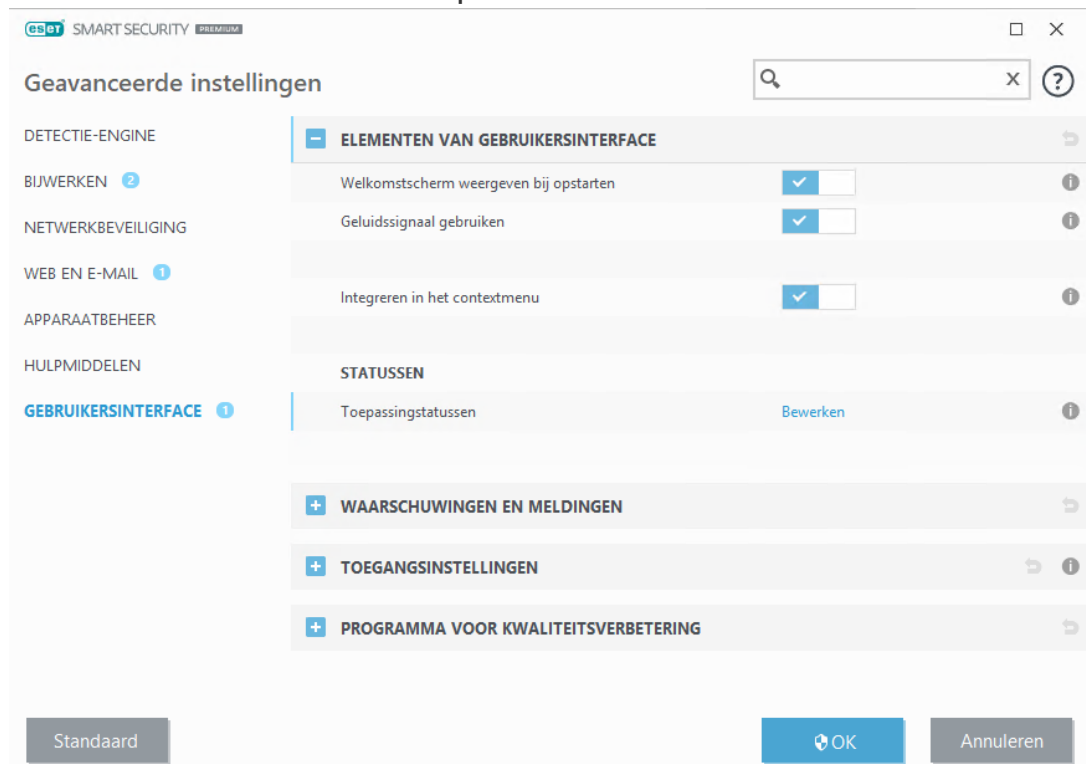 eset SMART SECURITY PREMIUM
Geavanceerde instellingen
x
?
DETECTIE-ENGINE
BIJWERKEN 2
NETWERKBEVEILIGING
WEB EN E-MAIL 1
APPARAATBEHEER
HULPMIDDELEN
GEBRUIKERSINTERFACE 1
ELEMENTEN VAN GEBRUIKERSINTERFACE
Welkomstscherm weergeven bij opstarten
Geluidssignaal gebruiken
Integreren in het contextmenu
STATUSSEN
Toepassingstatussen Bewerken
WAARSCHUWINGEN EN MELDINGEN
TOEGANGSINSTELLINGEN
PROGRAMMA VOOR KWALITEITSVERBETERING
Standaard
OK
Annuleren